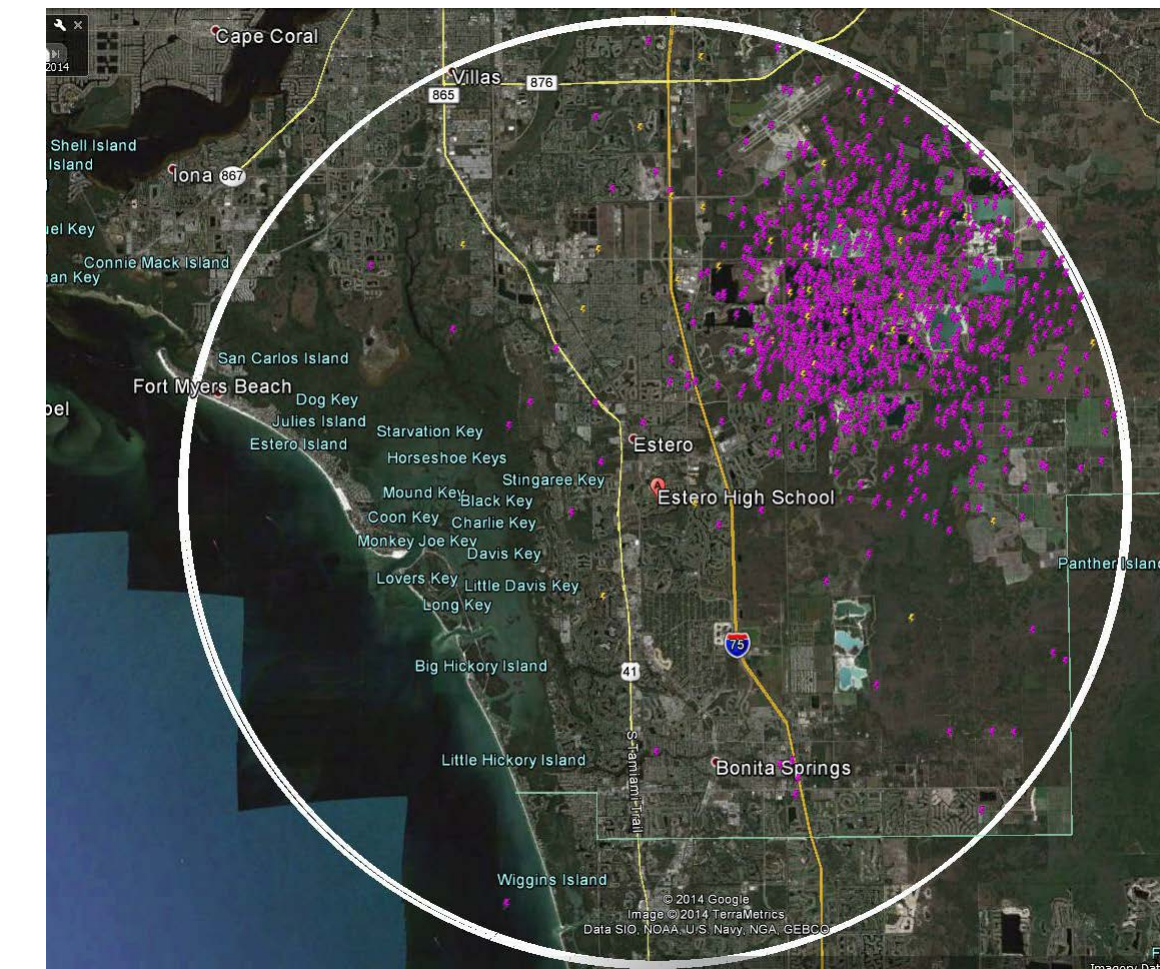 2014
Cape Coral
Villas
876
865
Shell Island
Island
Iona
867
uel Key
Connie Mack Island
nan Key
San Carlos Island
Fort Myers Beach
Dog Key
bel
Julies Island
Starvation Key
Estero Island
Estero
Horseshoe Keys
Stingaree Key
Mound Key
Black Key
A
Estero High School
Coon Key
Charlie Key
Monkey Joe Key
Davis Key
Panther Island
Lovers Key
Little Davis Key
Long Key
75
Big Hickory Island
41
S Tamiami Trail
Little Hickory Island
Bonita Springs
Wiggins Island
© 2014 Google
Image © 2014 TerraMetrics
Data SIO, NOAA, U.S. Navy, NGA, GEBCO
F
Imagery Dat